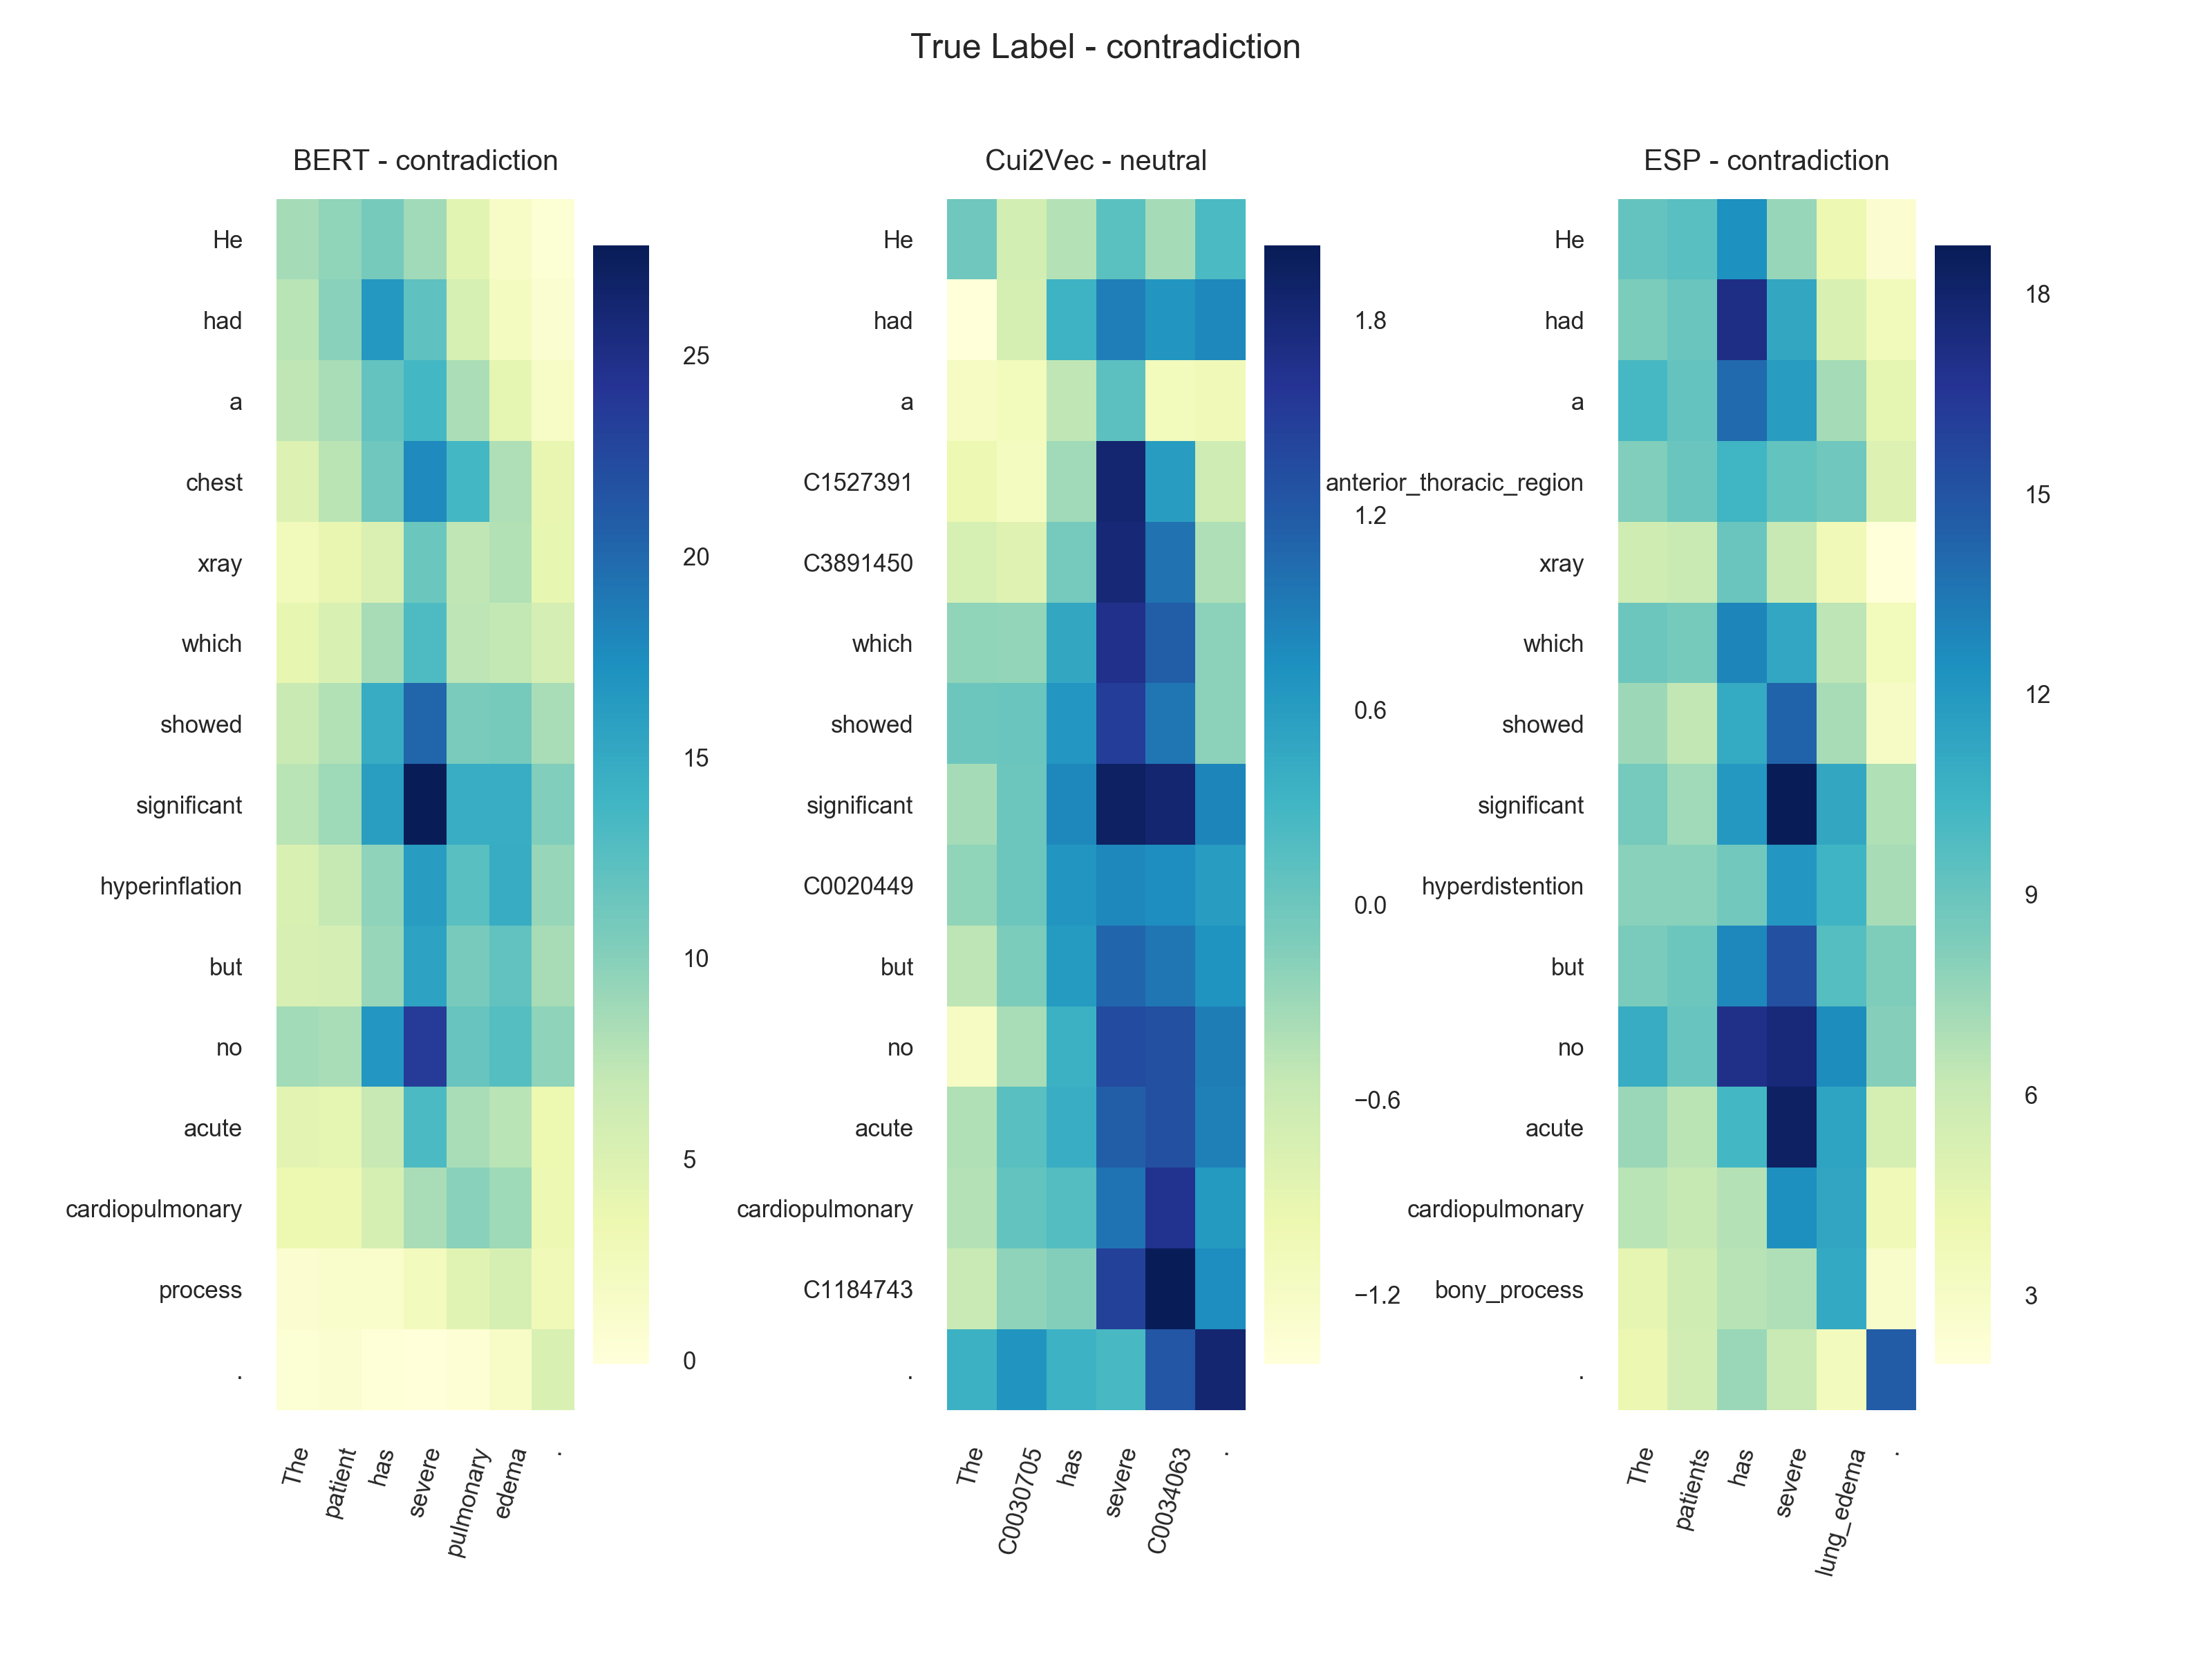 True Label - contradiction
BERT - contradiction
He
had
a
chest
xray
which
showed
significant
hyperinflation
but
no
acute
cardiopulmonary
process
.
The
patient
has
severe
pulmonary
edema
.
25
20
15
10
5
0
Cui2Vec - neutral
He
had
a
C1527391
C3891450
which
showed
significant
C0020449
but
no
acute
cardiopulmonary
C1184743
.
The
C0030705
has
severe
C0034063
.
1.8
1.2
0.6
0.0
−0.6
−1.2
ESP - contradiction
He
had
a
anterior_thoracic_region
xray
which
showed
significant
hyperdistention
but
no
acute
cardiopulmonary
bony_process
.
The
patients
has
severe
lung_edema
.
18
15
12
9
6
3